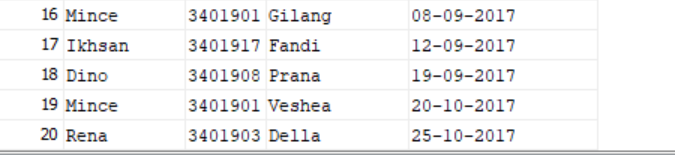 16 Mince 3401901 Gilang 08-09-2017
17 Ikhsan 3401917 Fandi 12-09-2017
18 Dino 3401908 Prana 19-09-2017
19 Mince 3401901 Veshea 20-10-2017
20 Rena 3401903 Della 25-10-2017